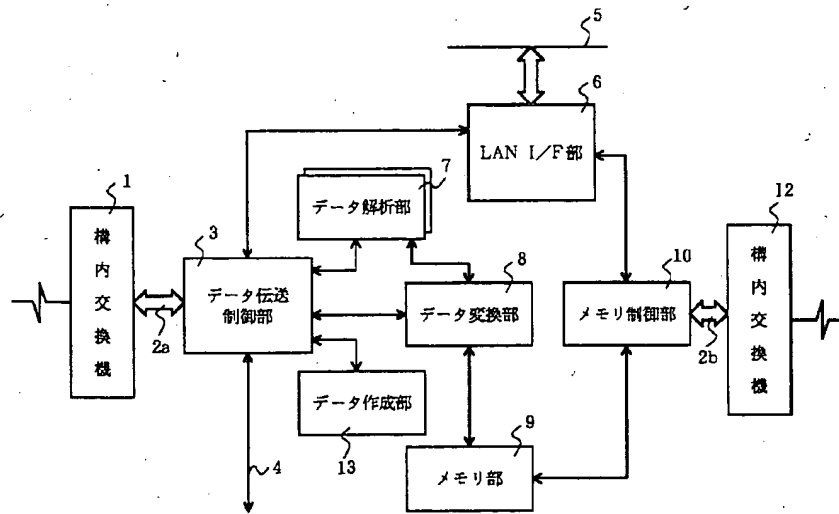 5
6
LAN I/F部
7
データ解析部
1
構内交換機
3
データ伝送
制御部
2a
8
データ変換部
10
メモリ制御部
2b
12
構内交換機
データ作成部
13
4
9
メモリ部